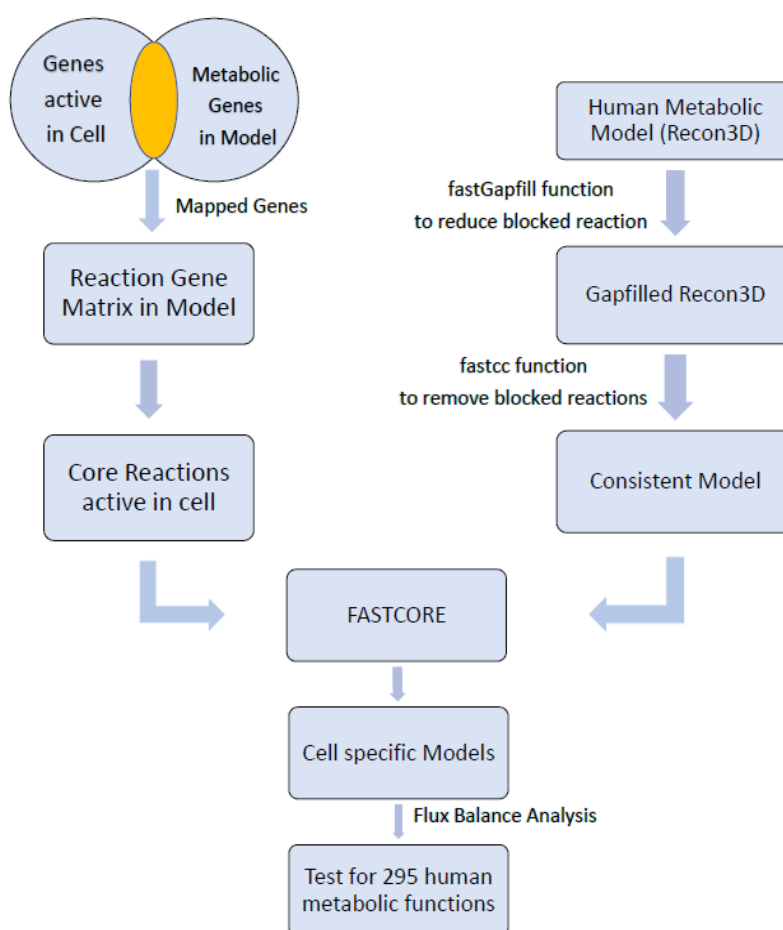 Genes
active
in Cell
Metabolic
Genes
in Model
Mapped Genes
Reaction Gene
Matrix in Model
Core Reactions
active in cell
Human Metabolic
Model (Recon3D)
fastGapfill function
to reduce blocked reaction
Gapfilled Recon3D
fastcc function
to remove blocked reactions
Consistent Model
FASTCORE
Cell specific Models
Flux Balance Analysis
Test for 295 human
metabolic functions